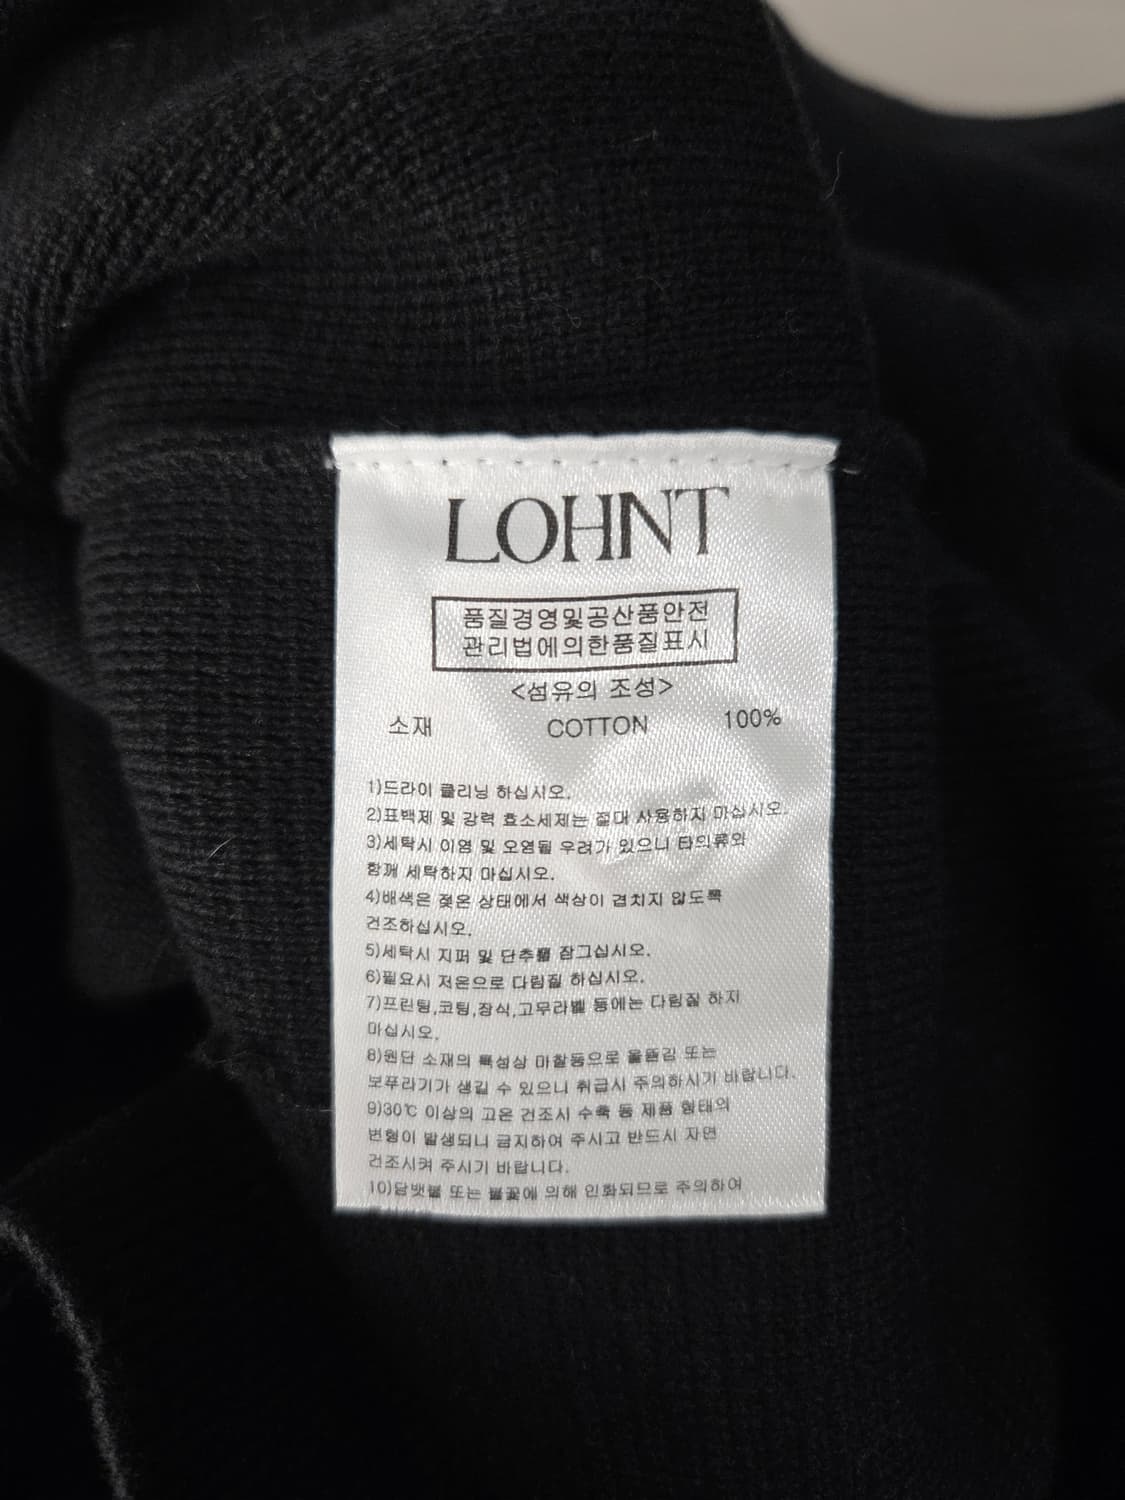 LOHNT
품질경영및공산품안전
관리법에의한품질표시
<섬유의 조성>
소재 COTTON 100%
1)드라이 클리닝 하십시오.
2)표백제 및 강력 효소세제는 절대 사용하지 마십시오.
3)세탁시 이염 및 오염될 우려가 있으니 타의류와
함께 세탁하지 마십시오.
4)배색은 젖은 상태에서 색상이 겹치지 않도록
건조하십시오.
5)세탁시 지퍼 및 단추를 잠그십시오.
6)필요시 저온으로 다림질 하십시오.
7)프린팅,코팅,장식,고무라벨 등에는 다림질 하지
마십시오.
8)원단 소재의 특성상 마찰등으로 올뜯김 또는
보푸라기가 생길 수 있으니 취급시 주의하시기 바랍니다.
9)30℃ 이상의 고온 건조시 수축 등 제품 형태의
변형이 발생되니 금지하여 주시고 반드시 자연
건조시켜 주시기 바랍니다.
10)담뱃불 또는 불꽃에 의해 인화되므로 주의하여